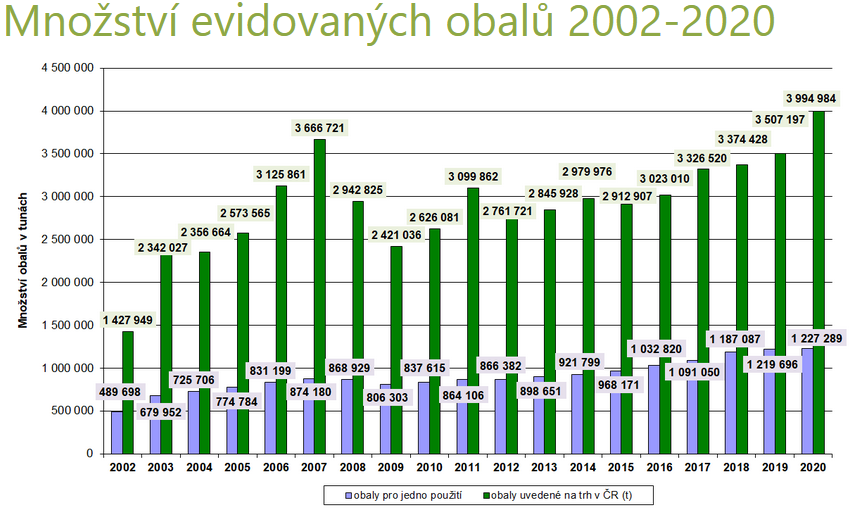 Množství evidovaných obalů 2002-2020
Množství obalů v tunách
4 500 000
4 000 000
3 500 000
3 000 000
2 500 000
2 000 000
1 500 000
1 000 000
500 000
0
1 427 949
2 342 027
2 356 664
2 573 565
3 125 861
3 666 721
2 942 825
2 421 036
2 626 081
3 099 862
2 761 721
2 845 928
2 979 976
2 912 907
3 023 010
3 326 520
3 374 428
3 507 197
3 994 984
489 698
679 952
725 706
774 784
831 199
874 180
868 929
806 303
837 615
864 106
866 382
898 651
921 799
968 171
1 032 820
1 091 050
1 187 087
1 219 696
1 227 289
2002 2003 2004 2005 2006 2007 2008 2009 2010 2011 2012 2013 2014 2015 2016 2017 2018 2019 2020
obaly pro jedno použití obaly uvedené na trh v ČR (t)